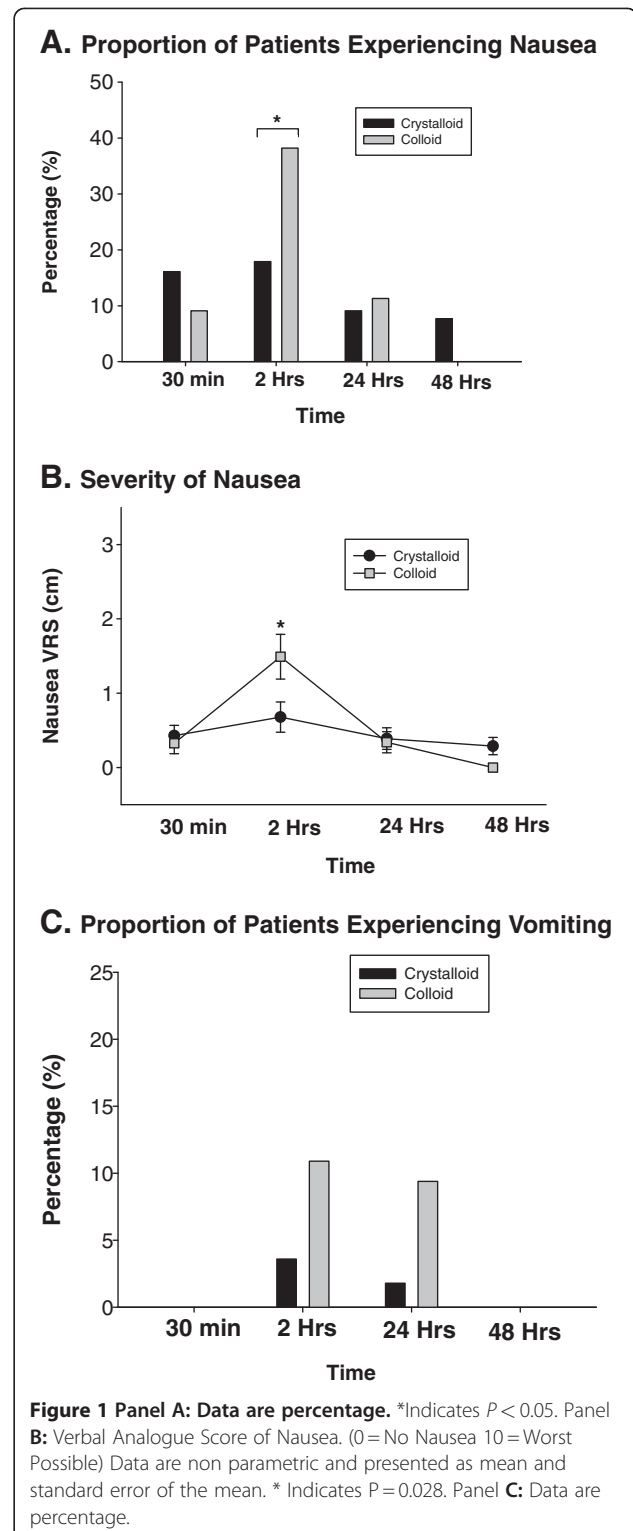 A. Proportion of Patients Experiencing Nausea
50
40
30
20
10
0
Percentage (%)
*
Crystalloid
Colloid
30 min 2 Hrs 24 Hrs 48 Hrs
Time
B. Severity of Nausea
3
2
1
0
Nausea VRS (cm)
Crystalloid
Colloid
*
30 min 2 Hrs 24 Hrs 48 Hrs
Time
C. Proportion of Patients Experiencing Vomiting
25
20
15
10
5
0
Percentage (%)
Crystalloid
Colloid
30 min 2 Hrs 24 Hrs 48 Hrs
Time
Figure 1 Panel A: Data are percentage. *Indicates P < 0.05. Panel
B: Verbal Analogue Score of Nausea. (0 = No Nausea 10 = Worst
Possible) Data are non parametric and presented as mean and
standard error of the mean. * Indicates P = 0.028. Panel C: Data are
percentage.